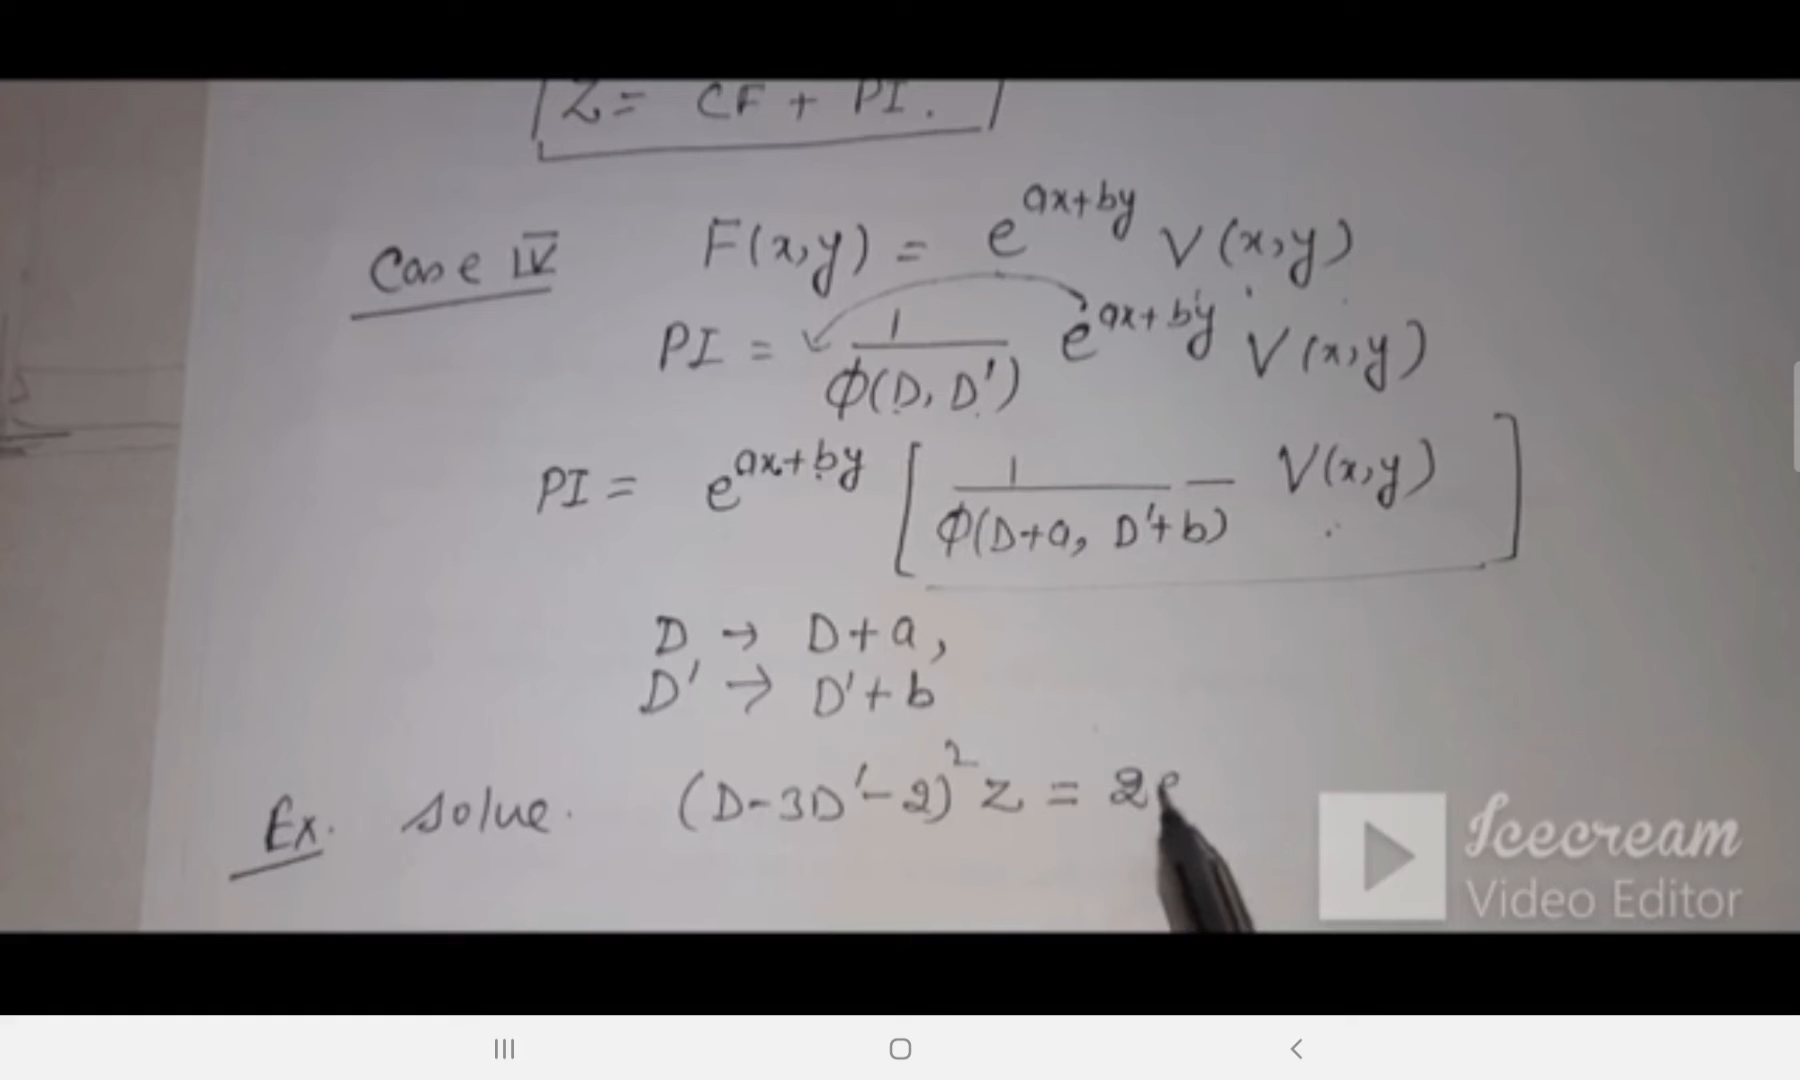 Z = CF + PI.
Case IV F(x,y) = e^{ax+by} V(x,y)
PI = 1/ϕ(D, D') e^{ax+by} V(x,y)
PI = e^{ax+by} [ 1/ϕ(D+a, D'+b) V(x,y) ]
D → D+a,
D' → D'+b
Ex. solve. (D-3D'-2)^2 z = 2e
Icecream
Video Editor